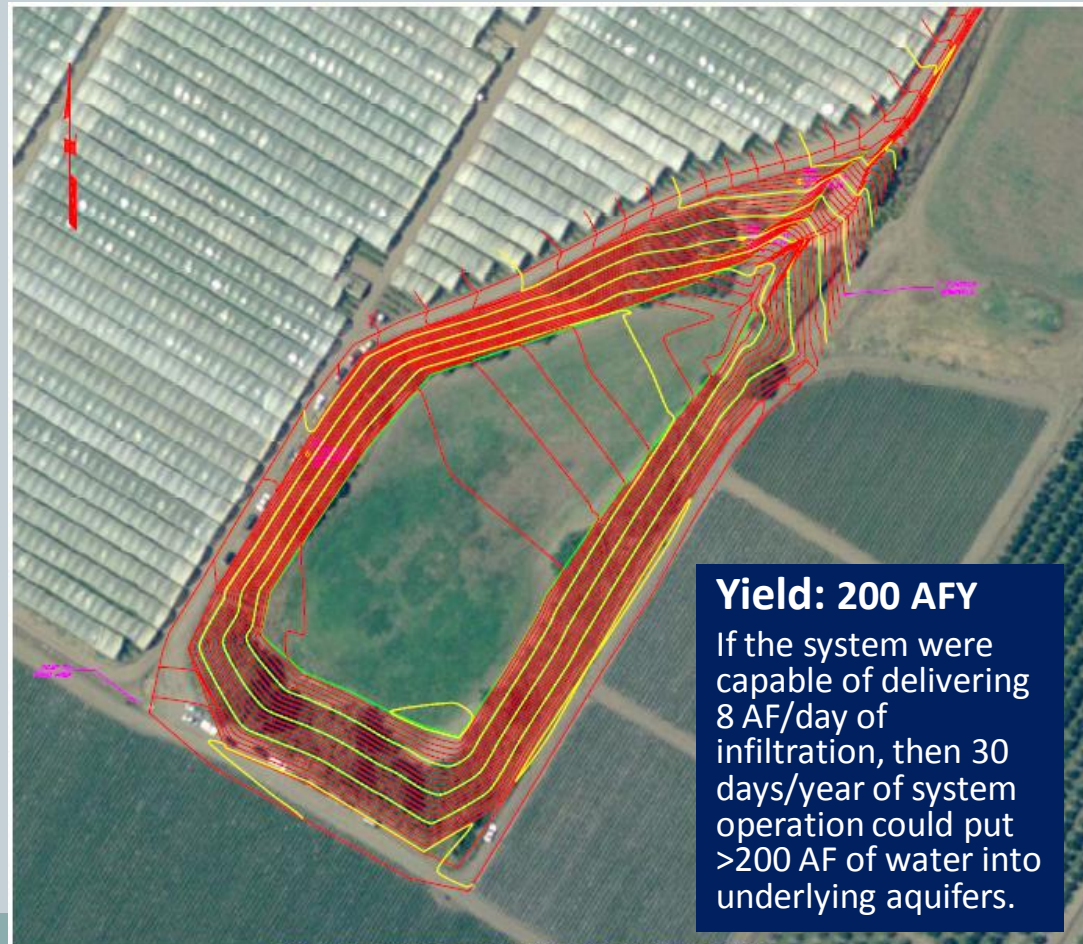 Yield: 200 AFY
If the system were
capable of delivering
8 AF/day of
infiltration, then 30
days/year of system
operation could put
>200 AF of water into
underlying aquifers.